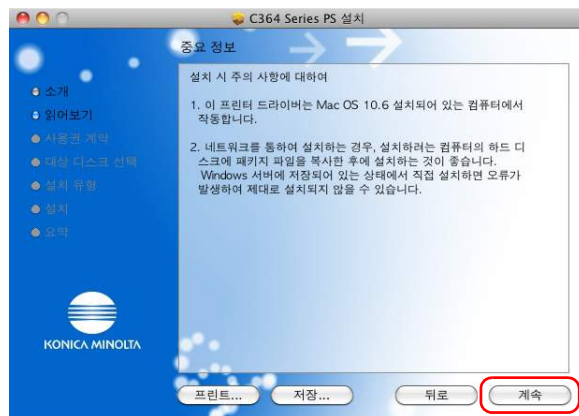 C364 Series PS 설치
중요 정보
소개
읽어보기
사용권 계약
대상 디스크 선택
설치 유형
설치
요약
설치 시 주의 사항에 대하여
1. 이 프린터 드라이버는 Mac OS 10.6 설치되어 있는 컴퓨터에서
작동합니다.
2. 네트워크를 통하여 설치하는 경우, 설치하려는 컴퓨터의 하드 디
스크에 패키지 파일을 복사한 후에 설치하는 것이 좋습니다.
Windows 서버에 저장되어 있는 상태에서 직접 설치하면 오류가
발생하여 제대로 설치되지 않을 수 있습니다.
KONICA MINOLTA
프린트...
저장...
뒤로
계속